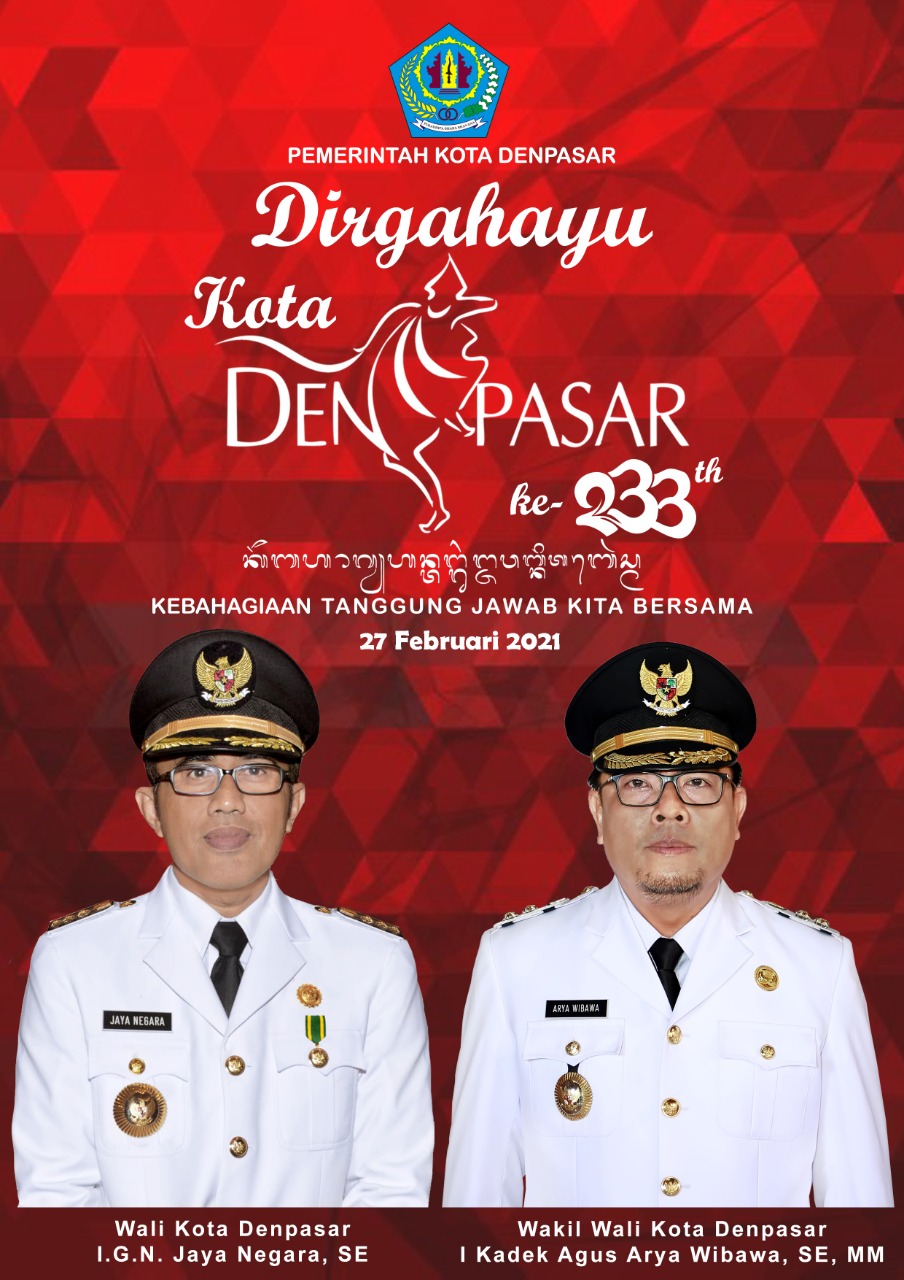 PEMERINTAH KOTA DENPASAR
Dirgahayu
Kota
DENPASAR
ke-233th
KEBAHAGIAAN TANGGUNG JAWAB KITA BERSAMA
27 Februari 2021
JAYA NEGARA
ARYA WIBAWA
Wali Kota Denpasar
I.G.N. Jaya Negara, SE
Wakil Wali Kota Denpasar
I Kadek Agus Arya Wibawa, SE, MM